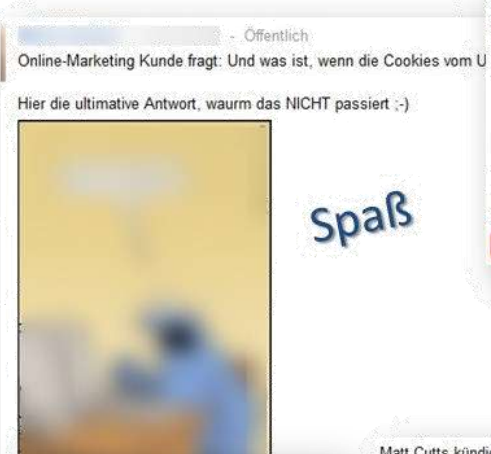 - Öffentlich
Online-Marketing Kunde fragt: Und was ist, wenn die Cookies vom U
Hier die ultimative Antwort, waurm das NICHT passiert ;-)
Spaß
Matt Cutts kündi